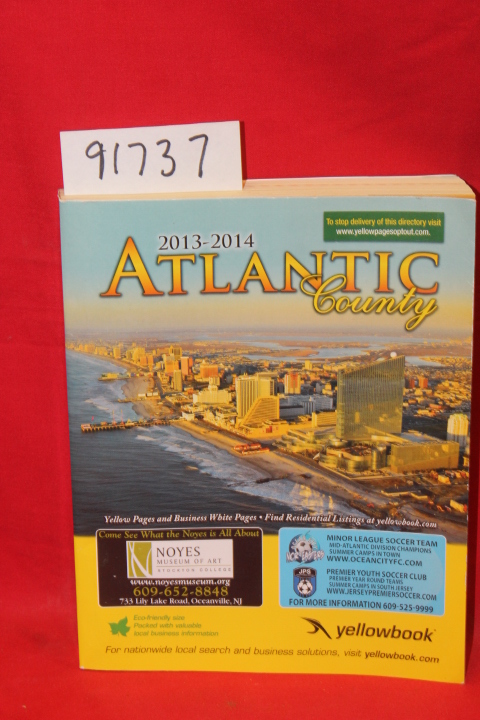 91737
To stop delivery of this directory visit
www.yellowpagesoptout.com.
2013-2014
ATLANTIC
County
Yellow Pages and Business White Pages • Find Residential Listings at yellowbook.com
Come See What the Noyes is All About
NOYES
MUSEUM OF ART
STOCKTON COLLEGE
www.noyesmuseum.org
609-652-8848
733 Lily Lake Road, Oceanville, NJ
NOR'EASTERS
MINOR LEAGUE SOCCER TEAM
MID-ATLANTIC DIVISION CHAMPIONS
SUMMER CAMPS IN TOWN
WWW.OCEANCITYFC.COM
JPS
PREMIER YOUTH SOCCER CLUB
PREMIER YEAR ROUND TEAMS
SUMMER CAMPS IN SOUTH JERSEY
WWW.JERSEYPREMIERSOCCER.COM
FOR MORE INFORMATION 609-525-9999
Eco-friendly size
Packed with valuable
local business information
yellowbook
For nationwide local search and business solutions, visit yellowbook.com